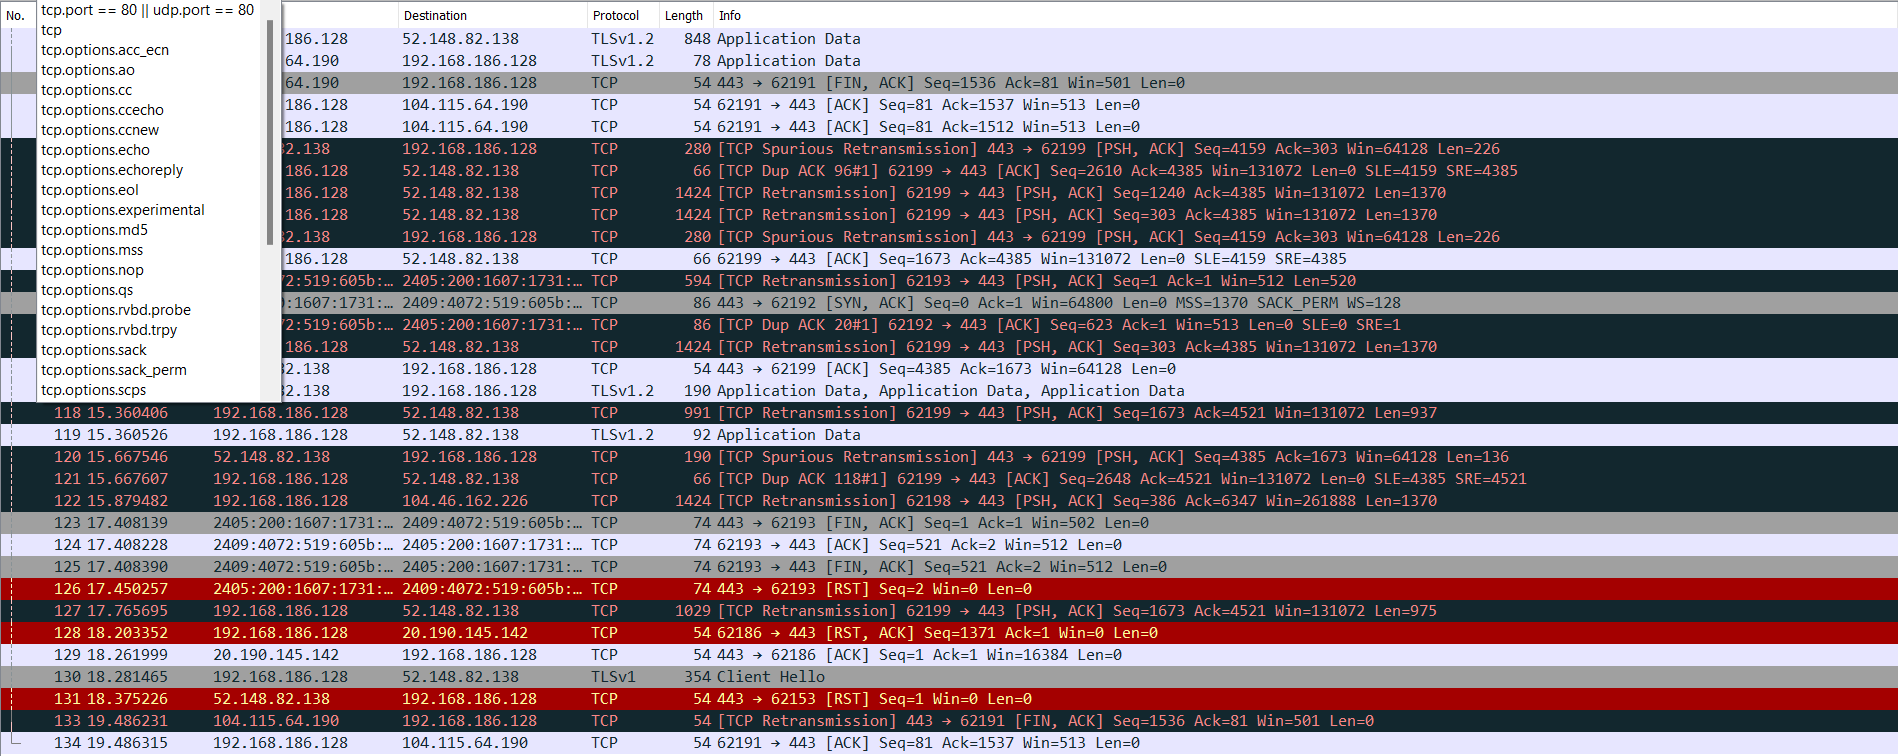 No. Destination Protocol Length Info
tcp.port == 80 || udp.port == 80
tcp
tcp.options.acc_ecn
tcp.options.ao
tcp.options.cc
tcp.options.ccecho
tcp.options.ccnew
tcp.options.echo
tcp.options.echoreply
tcp.options.eol
tcp.options.experimental
tcp.options.md5
tcp.options.mss
tcp.options.nop
tcp.options.qs
tcp.options.rvbd.probe
tcp.options.rvbd.trpy
tcp.options.sack
tcp.options.sack_perm
tcp.options.scps
186.128 52.148.82.138 TLSv1.2 848 Application Data
64.190 192.168.186.128 TLSv1.2 78 Application Data
64.190 192.168.186.128 TCP 54 443 → 62191 [FIN, ACK] Seq=1536 Ack=81 Win=501 Len=0
186.128 104.115.64.190 TCP 54 62191 → 443 [ACK] Seq=81 Ack=1537 Win=513 Len=0
186.128 104.115.64.190 TCP 54 62191 → 443 [ACK] Seq=81 Ack=1512 Win=513 Len=0
2.138 192.168.186.128 TCP 280 [TCP Spurious Retransmission] 443 → 62199 [PSH, ACK] Seq=4159 Ack=303 Win=64128 Len=226
186.128 52.148.82.138 TCP 66 [TCP Dup ACK 96#1] 62199 → 443 [ACK] Seq=2610 Ack=4385 Win=131072 Len=0 SLE=4159 SRE=4385
186.128 52.148.82.138 TCP 1424 [TCP Retransmission] 62199 → 443 [PSH, ACK] Seq=1240 Ack=4385 Win=131072 Len=1370
186.128 52.148.82.138 TCP 1424 [TCP Retransmission] 62199 → 443 [PSH, ACK] Seq=303 Ack=4385 Win=131072 Len=1370
2.138 192.168.186.128 TCP 280 [TCP Spurious Retransmission] 443 → 62199 [PSH, ACK] Seq=4159 Ack=303 Win=64128 Len=226
186.128 52.148.82.138 TCP 66 62199 → 443 [ACK] Seq=1673 Ack=4385 Win=131072 Len=0 SLE=4159 SRE=4385
72:519:605b:… 2405:200:1607:1731:… TCP 594 [TCP Retransmission] 62193 → 443 [PSH, ACK] Seq=1 Ack=1 Win=512 Len=520
:1607:1731:… 2409:4072:519:605b:… TCP 86 443 → 62192 [SYN, ACK] Seq=0 Ack=1 Win=64800 Len=0 MSS=1370 SACK_PERM WS=128
72:519:605b:… 2405:200:1607:1731:… TCP 86 [TCP Dup ACK 20#1] 62192 → 443 [ACK] Seq=623 Ack=1 Win=513 Len=0 SLE=0 SRE=1
186.128 52.148.82.138 TCP 1424 [TCP Retransmission] 62199 → 443 [PSH, ACK] Seq=303 Ack=4385 Win=131072 Len=1370
2.138 192.168.186.128 TCP 54 443 → 62199 [ACK] Seq=4385 Ack=1673 Win=64128 Len=0
2.138 192.168.186.128 TLSv1.2 190 Application Data, Application Data, Application Data
118 15.360406 192.168.186.128 52.148.82.138 TCP 991 [TCP Retransmission] 62199 → 443 [PSH, ACK] Seq=1673 Ack=4521 Win=131072 Len=937
119 15.360526 192.168.186.128 52.148.82.138 TLSv1.2 92 Application Data
120 15.667546 52.148.82.138 192.168.186.128 TCP 190 [TCP Spurious Retransmission] 443 → 62199 [PSH, ACK] Seq=4385 Ack=1673 Win=64128 Len=136
121 15.667607 192.168.186.128 52.148.82.138 TCP 66 [TCP Dup ACK 118#1] 62199 → 443 [ACK] Seq=2648 Ack=4521 Win=131072 Len=0 SLE=4385 SRE=4521
122 15.879482 192.168.186.128 104.46.162.226 TCP 1424 [TCP Retransmission] 62198 → 443 [PSH, ACK] Seq=386 Ack=6347 Win=261888 Len=1370
123 17.408139 2405:200:1607:1731:… 2409:4072:519:605b:… TCP 74 443 → 62193 [FIN, ACK] Seq=1 Ack=1 Win=502 Len=0
124 17.408228 2409:4072:519:605b:… 2405:200:1607:1731:… TCP 74 62193 → 443 [ACK] Seq=521 Ack=2 Win=512 Len=0
125 17.408390 2409:4072:519:605b:… 2405:200:1607:1731:… TCP 74 62193 → 443 [FIN, ACK] Seq=521 Ack=2 Win=512 Len=0
126 17.450257 2405:200:1607:1731:… 2409:4072:519:605b:… TCP 74 443 → 62193 [RST] Seq=2 Win=0 Len=0
127 17.765695 192.168.186.128 52.148.82.138 TCP 1029 [TCP Retransmission] 62199 → 443 [PSH, ACK] Seq=1673 Ack=4521 Win=131072 Len=975
128 18.203352 192.168.186.128 20.190.145.142 TCP 54 62186 → 443 [RST, ACK] Seq=1371 Ack=1 Win=0 Len=0
129 18.261999 20.190.145.142 192.168.186.128 TCP 54 443 → 62186 [ACK] Seq=1 Ack=1 Win=16384 Len=0
130 18.281465 192.168.186.128 52.148.82.138 TLSv1 354 Client Hello
131 18.375226 52.148.82.138 192.168.186.128 TCP 54 443 → 62153 [RST] Seq=1 Win=0 Len=0
133 19.486231 104.115.64.190 192.168.186.128 TCP 54 [TCP Retransmission] 443 → 62191 [FIN, ACK] Seq=1536 Ack=81 Win=501 Len=0
134 19.486315 192.168.186.128 104.115.64.190 TCP 54 62191 → 443 [ACK] Seq=81 Ack=1537 Win=513 Len=0